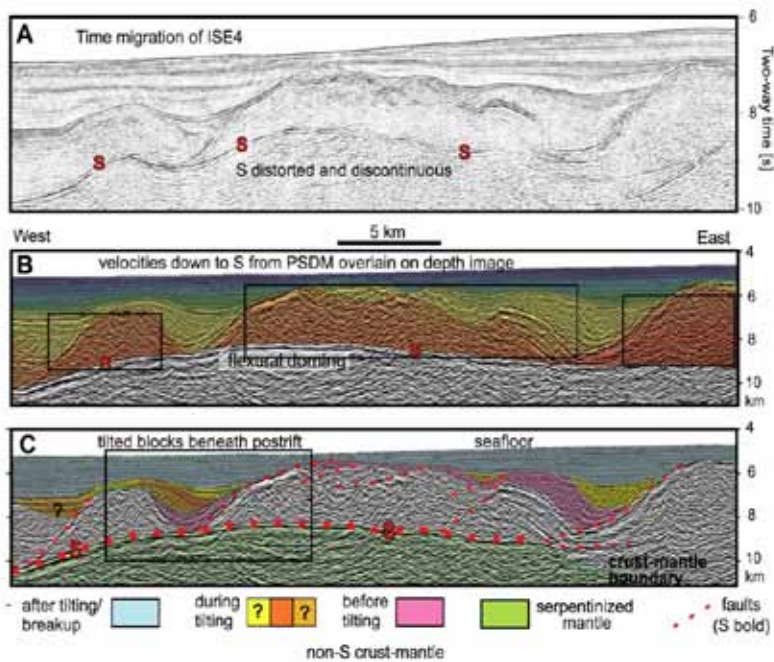 A
Time migration of ISE4
6
8
10
Two-way time [s]
S
S
S
S distorted and discontinuous
West
5 km
East
B
velocities down to S from PSDM overlain on depth image
4
6
8
10
km
S
flexural doming
C
tilted blocks beneath postrift
seafloor
4
6
8
10
km
?
crust-mantle
boundary
after tilting/
breakup
during
tilting
?
?
before
tilting
serpentinized
mantle
faults
(S bold)
non-S crust-mantle